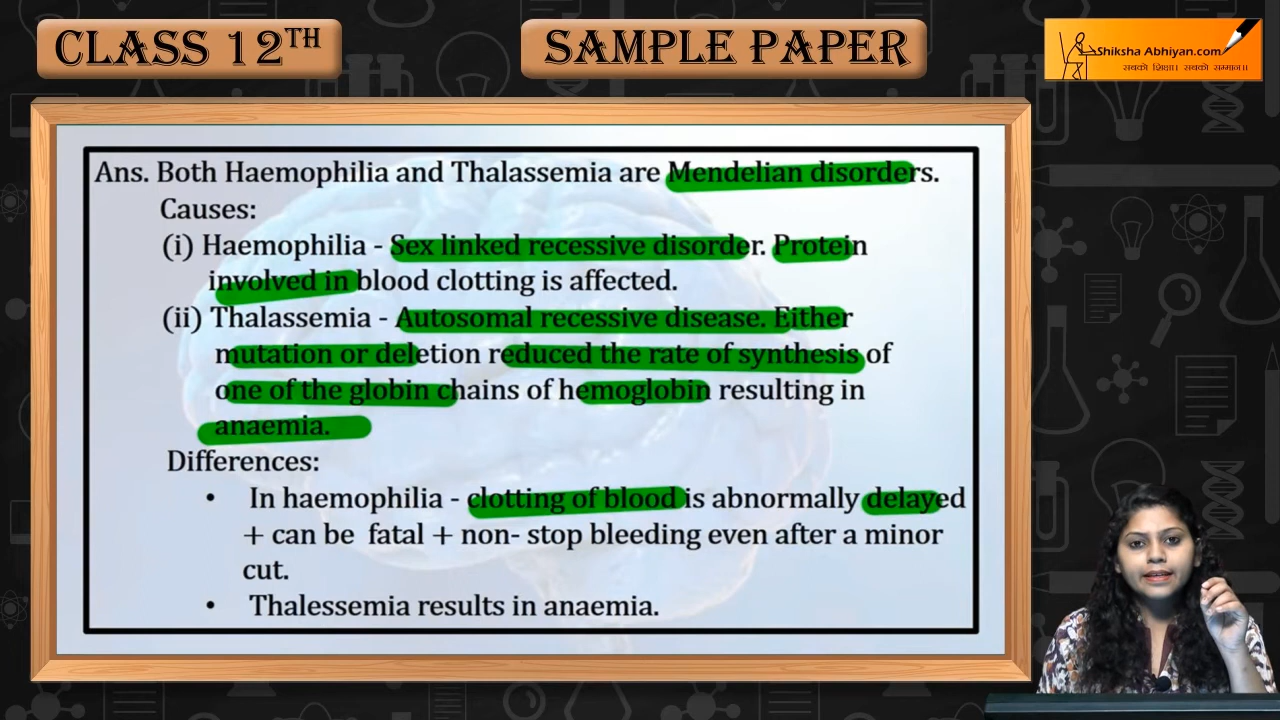 CLASS 12TH
SAMPLE PAPER
Shiksha Abhiyan.com
सबको शिक्षा। सबको सम्मान॥
Ans. Both Haemophilia and Thalassemia are Mendelian disorders.
Causes:
(i) Haemophilia - Sex linked recessive disorder. Protein
involved in blood clotting is affected.
(ii) Thalassemia - Autosomal recessive disease. Either
mutation or deletion reduced the rate of synthesis of
one of the globin chains of hemoglobin resulting in
anaemia.
Differences:
• In haemophilia - clotting of blood is abnormally delayed
+ can be fatal + non- stop bleeding even after a minor
cut.
• Thalessemia results in anaemia.